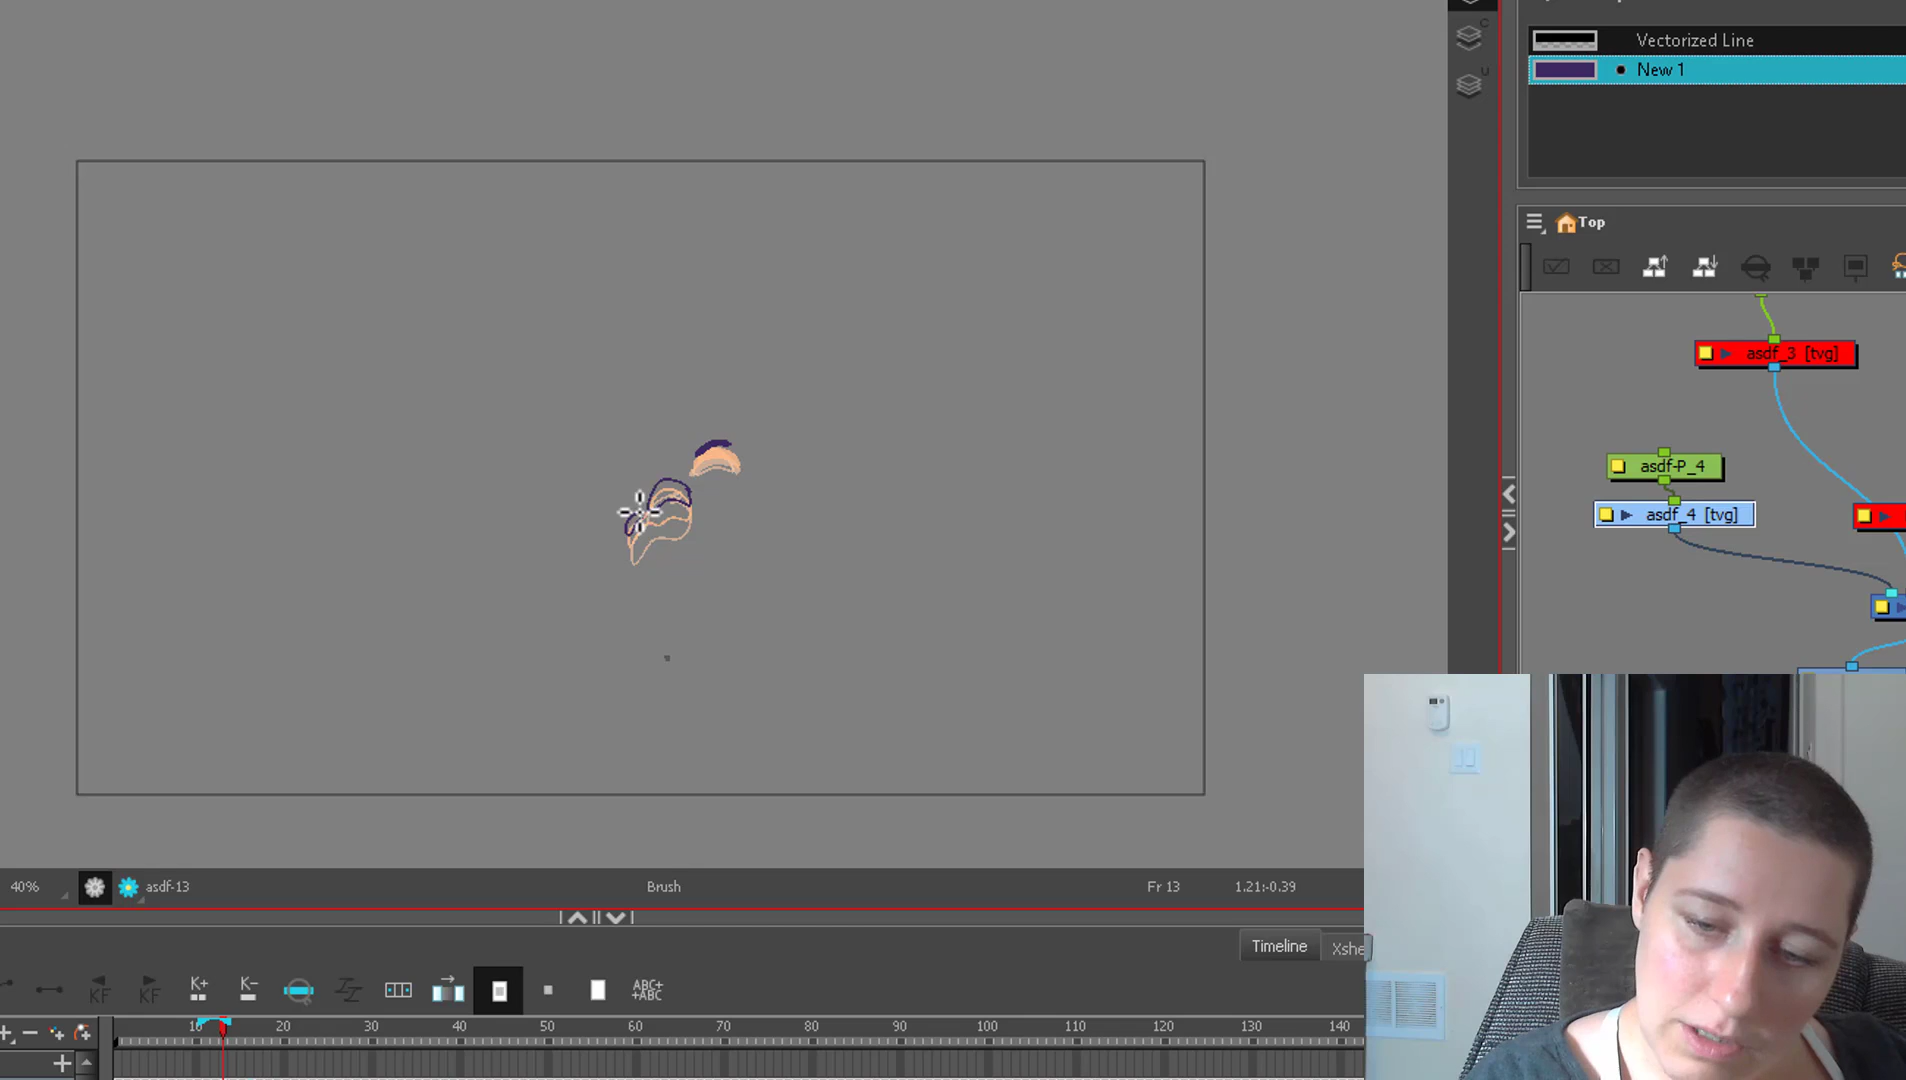 C
Vectorized Line
New 1
U
Top
asdf_3 [tvg]
asdf-P_4
asdf_4 [tvg]
40%
asdf-13
Brush
Fr 13
1.21:-0.39
Timeline
Xshe
KF
KF
K+
K-
ABC+
+ABC
10 20 30 40 50 60 70 80 90 100 110 120 130 140